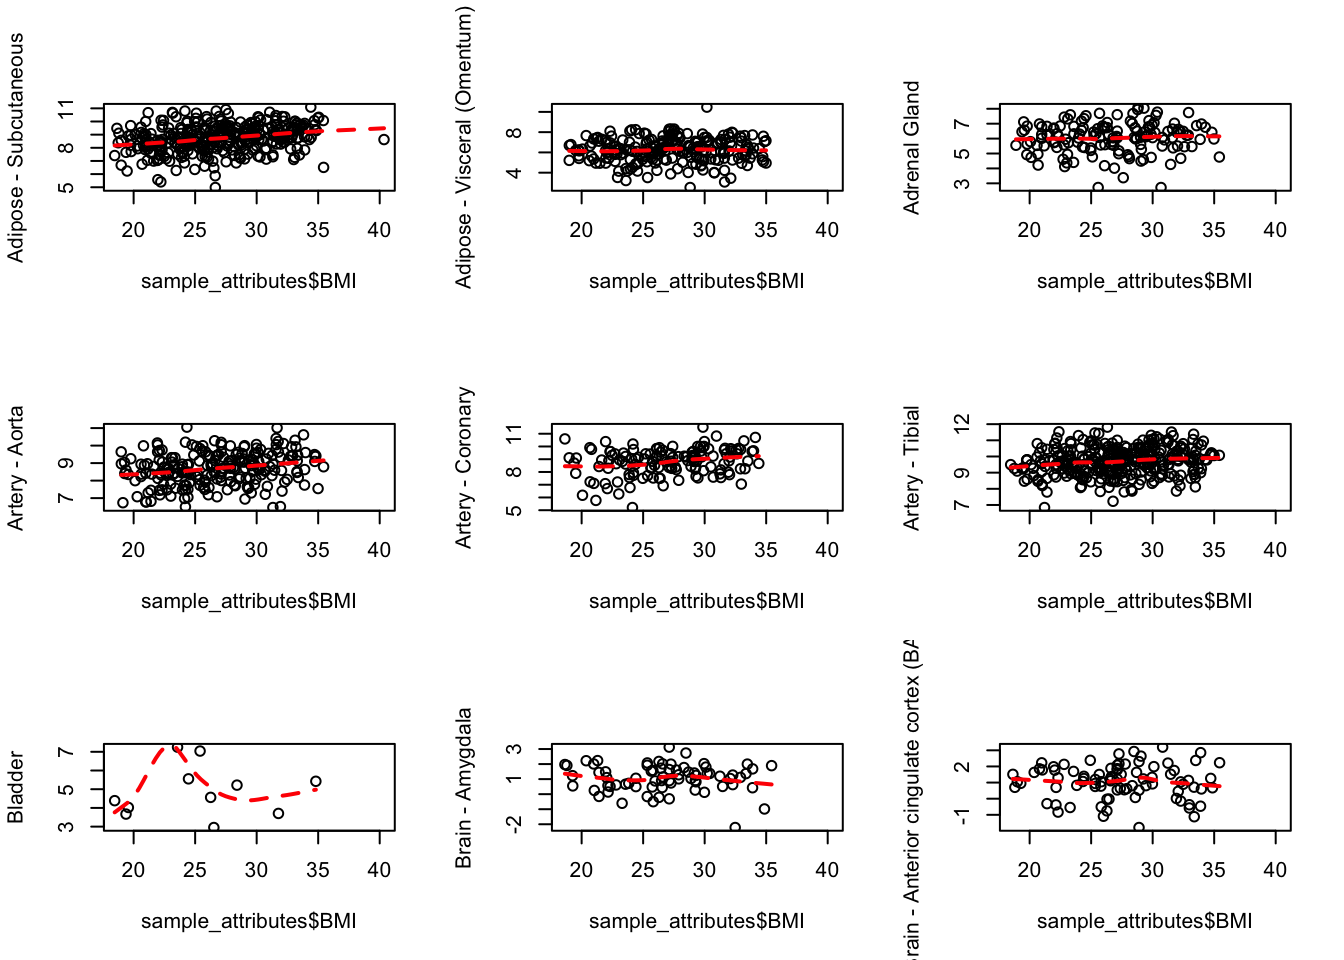 Adipose - Subcutaneous
5 8 11
20 25 30 35 40
sample_attributes$BMI
Adipose - Visceral (Omentum)
4 8
20 25 30 35 40
sample_attributes$BMI
Adrenal Gland
3 5 7
20 25 30 35 40
sample_attributes$BMI
Artery - Aorta
7 9
20 25 30 35 40
sample_attributes$BMI
Artery - Coronary
5 8 11
20 25 30 35 40
sample_attributes$BMI
Artery - Tibial
7 9 12
20 25 30 35 40
sample_attributes$BMI
Bladder
3 5 7
20 25 30 35 40
sample_attributes$BMI
Brain - Amygdala
-2 1 3
20 25 30 35 40
sample_attributes$BMI
rain - Anterior cingulate cortex (BA
-1 2
20 25 30 35 40
sample_attributes$BMI